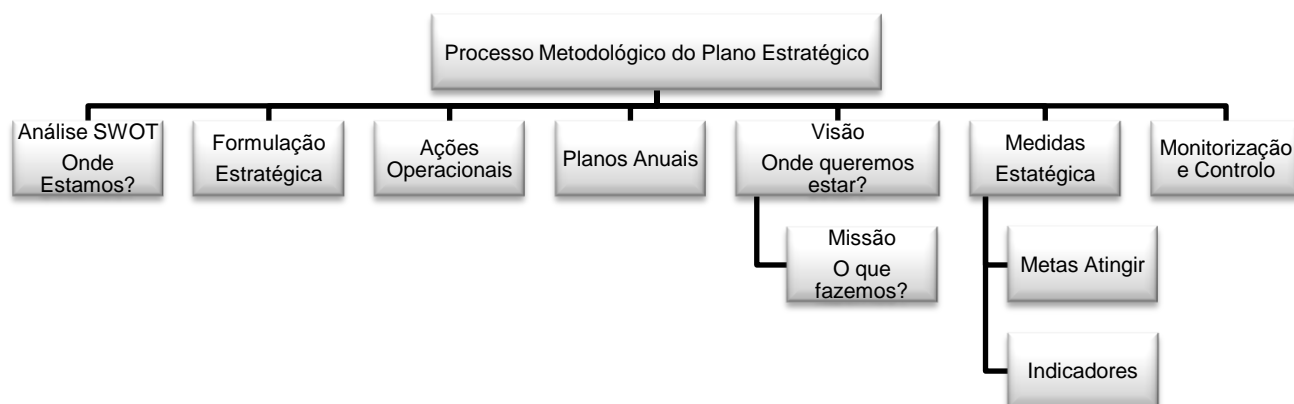 Processo Metodológico do Plano Estratégico
Análise SWOT
Onde
Estamos?
Formulação
Estratégica
Ações
Operacionais
Planos Anuais
Visão
Onde queremos
estar?
Medidas
Estatégica
Monitorização
e Controlo
Missão
O que
fazemos?
Metas Atingir
Indicadores